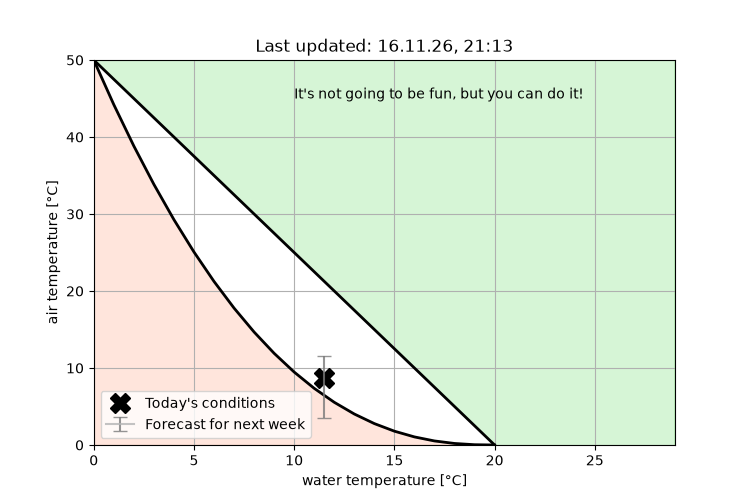 Last updated: 16.11.26, 21:13
50
It's not going to be fun, but you can do it!
40
30
air temperature [°C]
20
10
Today's conditions
Forecast for next week
0
0 5 10 15 20 25
water temperature [°C]